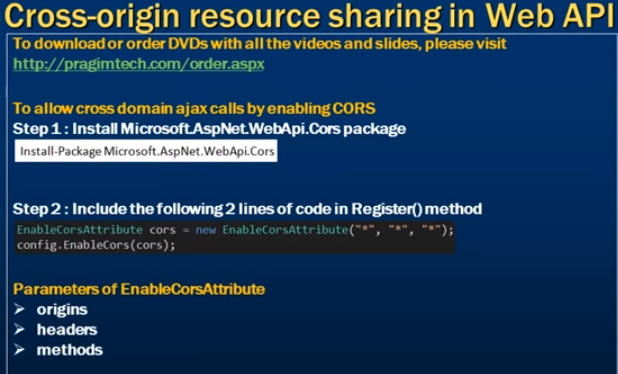 Cross-origin resource sharing in Web API
To download or order DVDs with all the videos and slides, please visit
http://pragimtech.com/order.aspx
To allow cross domain ajax calls by enabling CORS
Step 1 : Install Microsoft.AspNet.WebApi.Cors package
Install-Package Microsoft.AspNet.WebApi.Cors
Step 2 : Include the following 2 lines of code in Register() method
EnableCorsAttribute cors = new EnableCorsAttribute("*", "*", "*");
config.EnableCors(cors);
Parameters of EnableCorsAttribute
➢ origins
➢ headers
➢ methods